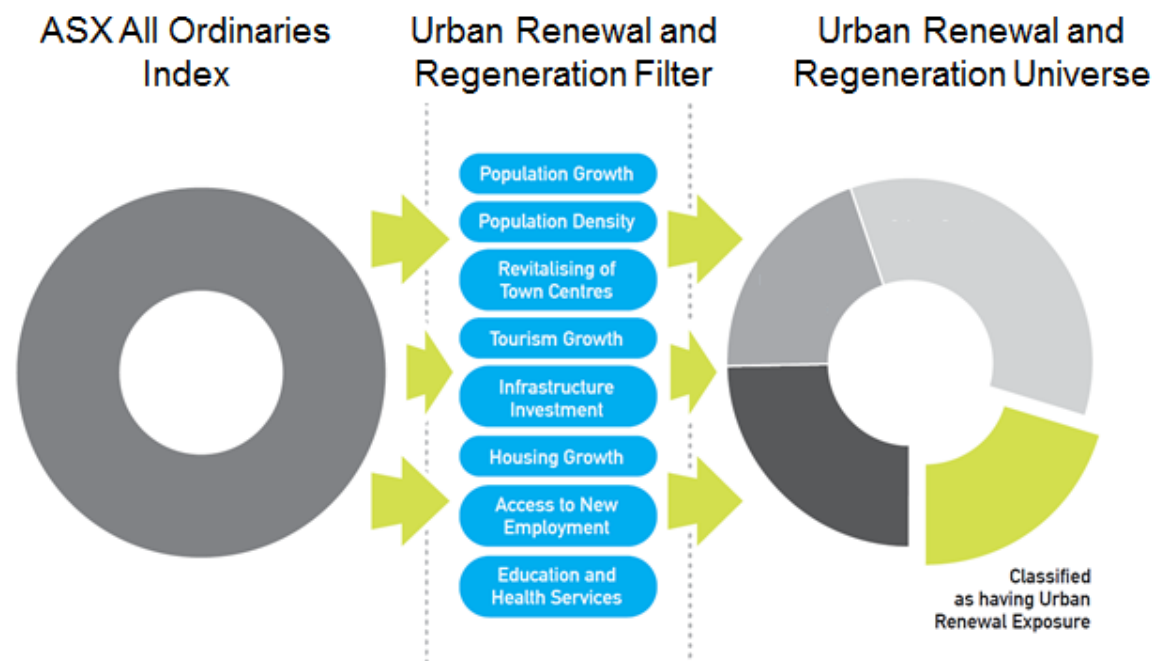 ASX All Ordinaries
Index
Urban Renewal and
Regeneration Filter
Urban Renewal and
Regeneration Universe
Population Growth
Population Density
Revitalising of
Town Centres
Tourism Growth
Infrastructure
Investment
Housing Growth
Access to New
Employment
Education and
Health Services
Classified
as having Urban
Renewal Exposure